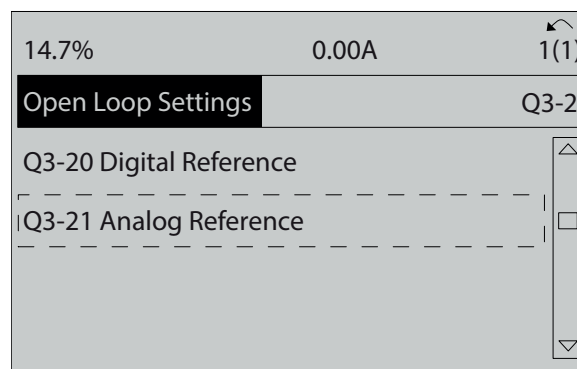 14.7% 0.00A 1(1)
Open Loop Settings Q3-2
Q3-20 Digital Reference
Q3-21 Analog Reference